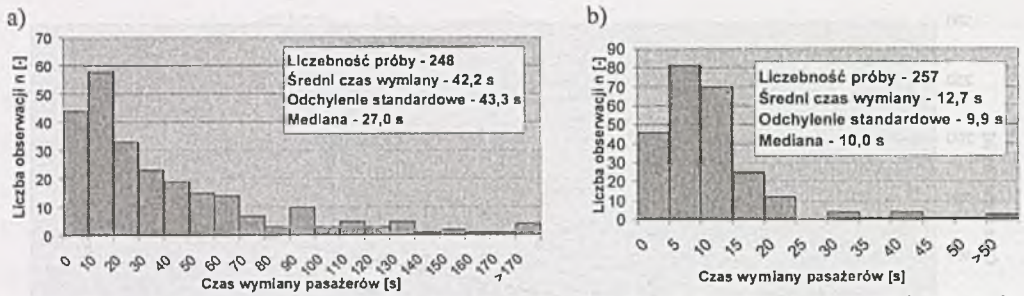 a)
Liczba obserwacji n [-]
70
60
50
40
30
20
10
0
Liczebność próby - 248
Średni czas wymiany - 42,2 s
Odchylenie standardowe - 43,3 s
Mediana - 27,0 s
0 10 20 30 40 50 60 70 80 90 100 110 120 130 140 150 160 170 >170
Czas wymiany pasażerów [s]
b)
Liczba obserwacji n [-]
90
80
70
60
50
40
30
20
10
0
Liczebność próby - 257
Średni czas wymiany - 12,7 s
Odchylenie standardowe - 9,9 s
Mediana - 10,0 s
0 5 10 15 20 25 30 35 40 45 50 >50
Czas wymiany pasażerów [s]